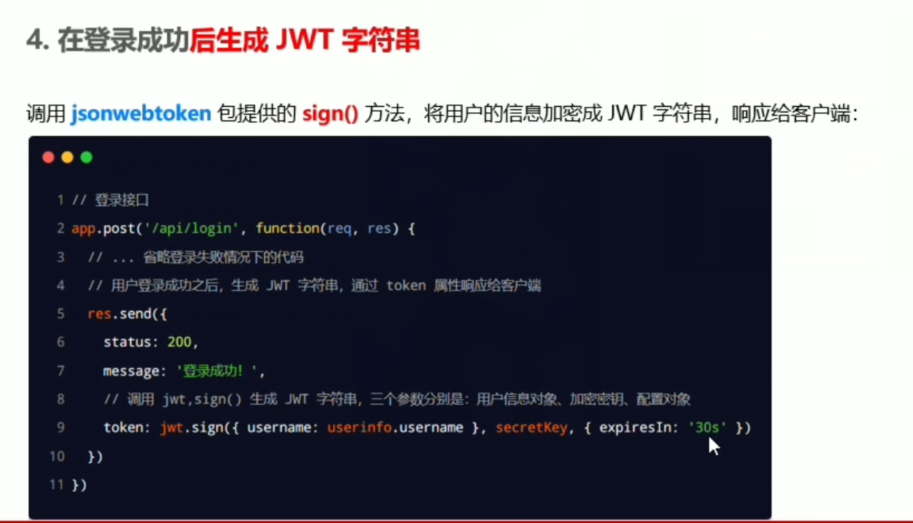 4. 在登录成功后生成 JWT 字符串
调用 jsonwebtoken 包提供的 sign() 方法，将用户的信息加密成 JWT 字符串，响应给客户端：
1 // 登录接口
2 app.post('/api/login', function(req, res) {
3   // ... 省略登录失败情况下的代码
4   // 用户登录成功之后，生成 JWT 字符串，通过 token 属性响应给客户端
5   res.send({
6     status: 200,
7     message: '登录成功！',
8     // 调用 jwt.sign() 生成 JWT 字符串，三个参数分别是：用户信息对象、加密密钥、配置对象
9     token: jwt.sign({ username: userinfo.username }, secretKey, { expiresIn: '30s' })
10   })
11 })